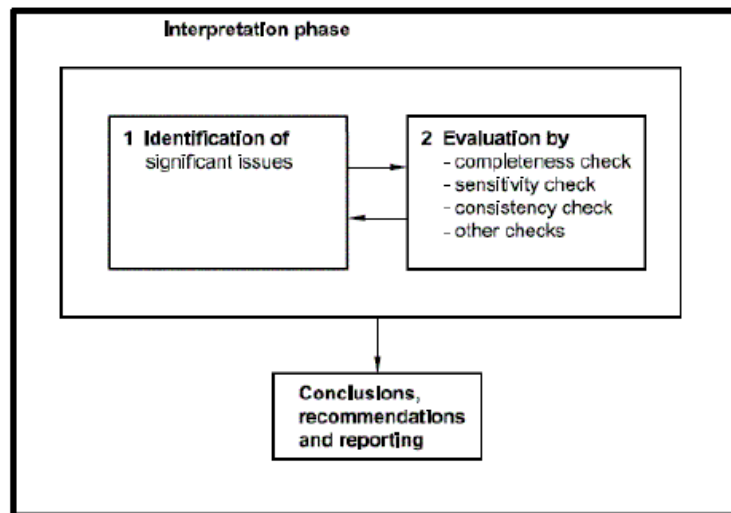 Interpretation phase
1 Identification of
significant issues
2 Evaluation by
- completeness check
- sensitivity check
- consistency check
- other checks
Conclusions,
recommendations
and reporting